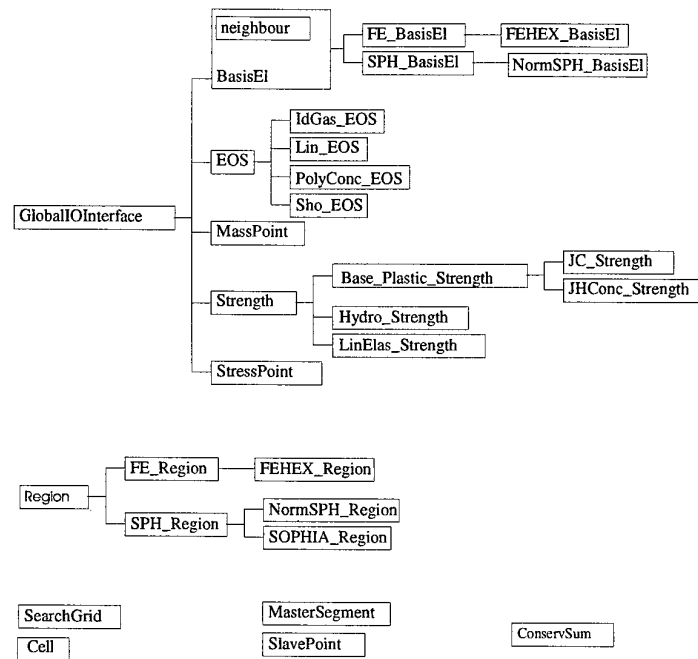 neighbour
BasisEl
FE_BasisEl
FEHEX_BasisEl
SPH_BasisEl
NormSPH_BasisEl
EOS
IdGas_EOS
Lin_EOS
PolyConc_EOS
Sho_EOS
GlobalIOInterface
MassPoint
Strength
Base_Plastic_Strength
JC_Strength
JHConc_Strength
Hydro_Strength
LinElas_Strength
StressPoint
Region
FE_Region
FEHEX_Region
SPH_Region
NormSPH_Region
SOPHIA_Region
SearchGrid
Cell
MasterSegment
SlavePoint
ConservSum